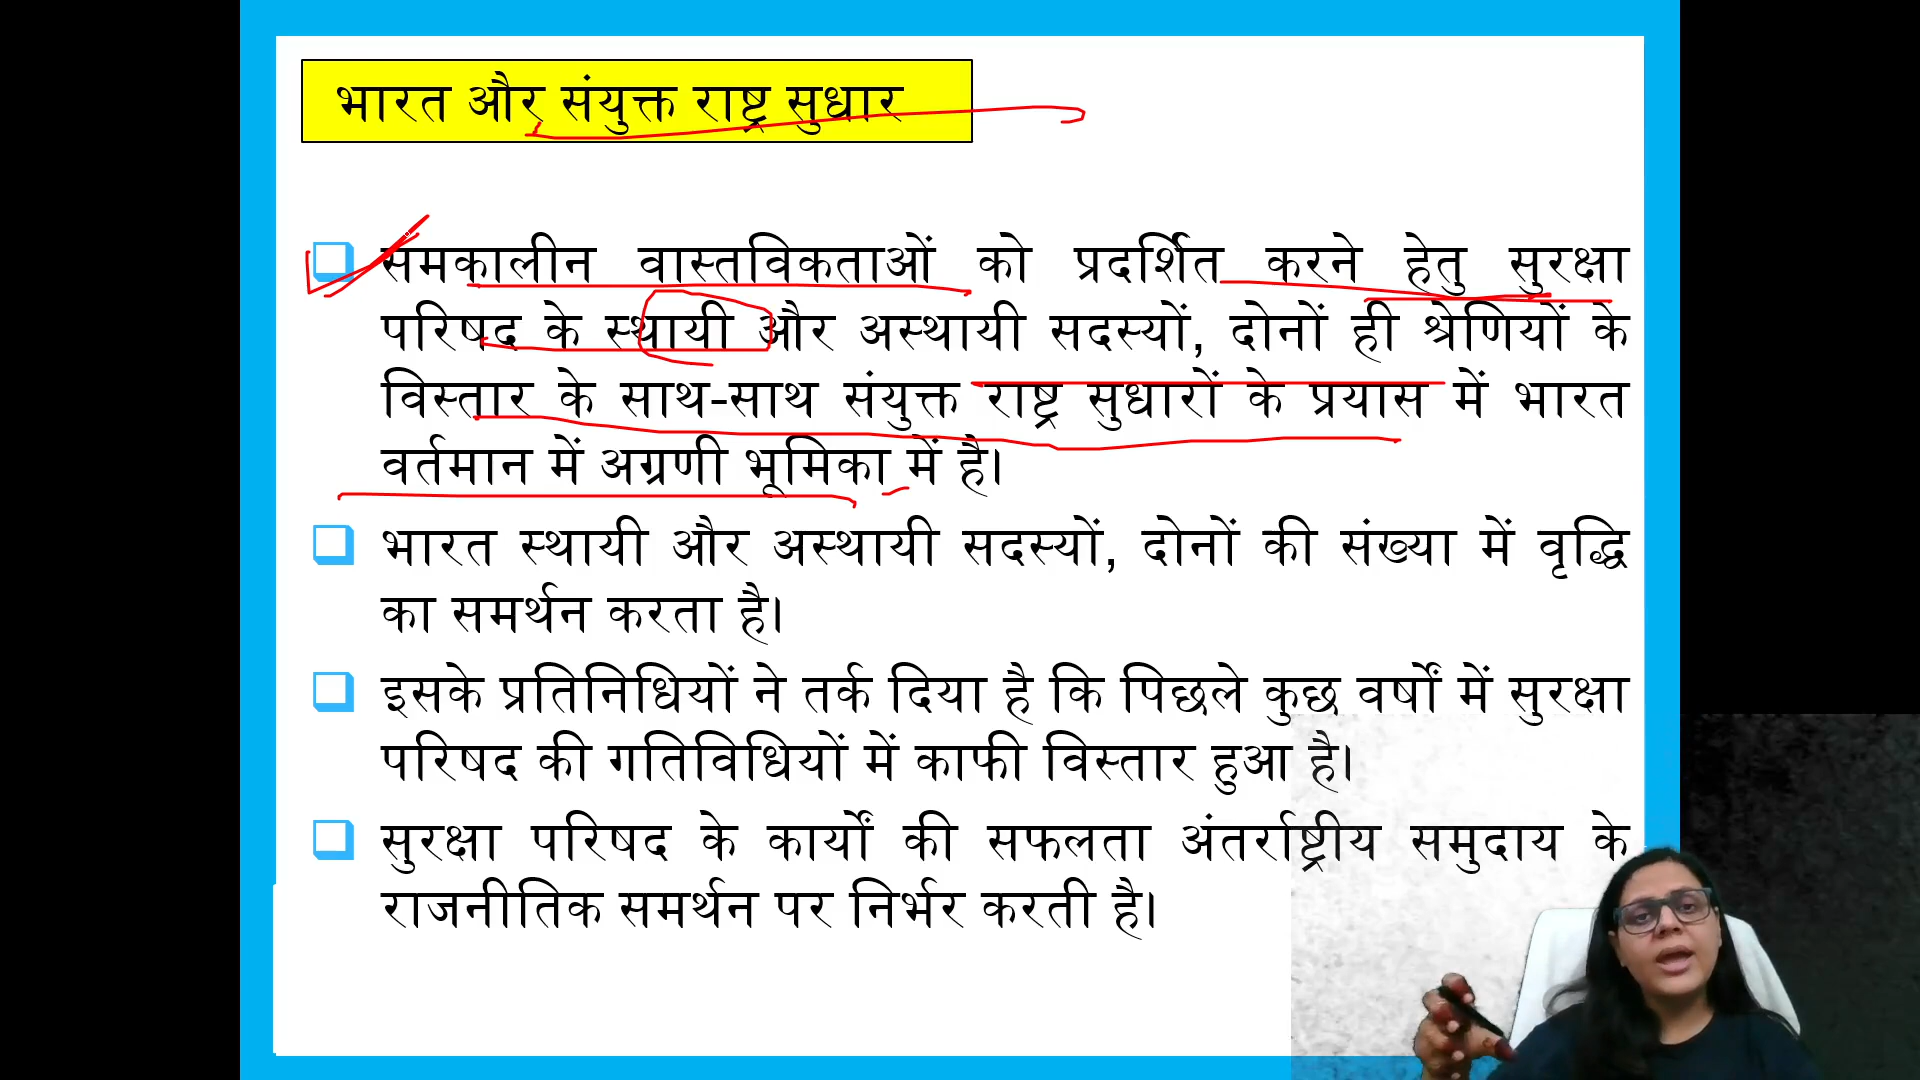 भारत और संयुक्त राष्ट्र सुधार
समकालीन वास्तविकताओं को प्रदर्शित करने हेतु सुरक्षा
परिषद के स्थायी और अस्थायी सदस्यों, दोनों ही श्रेणियों के
विस्तार के साथ-साथ संयुक्त राष्ट्र सुधारों के प्रयास में भारत
वर्तमान में अग्रणी भूमिका में है।
भारत स्थायी और अस्थायी सदस्यों, दोनों की संख्या में वृद्धि
का समर्थन करता है।
इसके प्रतिनिधियों ने तर्क दिया है कि पिछले कुछ वर्षों में सुरक्षा
परिषद की गतिविधियों में काफी विस्तार हुआ है।
सुरक्षा परिषद के कार्यों की सफलता अंतर्राष्ट्रीय समुदाय के
राजनीतिक समर्थन पर निर्भर करती है।